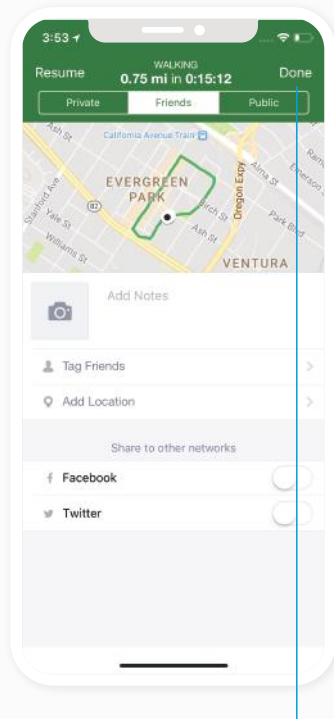 3:53
WALKING
Resume
0.75 mi in 0:15:12
Done
Private
Friends
Public
Ash St
California Avenue Train
Alma St
Emerson
Stanford Ave
EVERGREEN
PARK
Oregon Expy
82
Yale St
Birch St
Park Blvd
Williams St
Ash St
VENTURA
Add Notes
Tag Friends
Add Location
Share to other networks
Facebook
Twitter